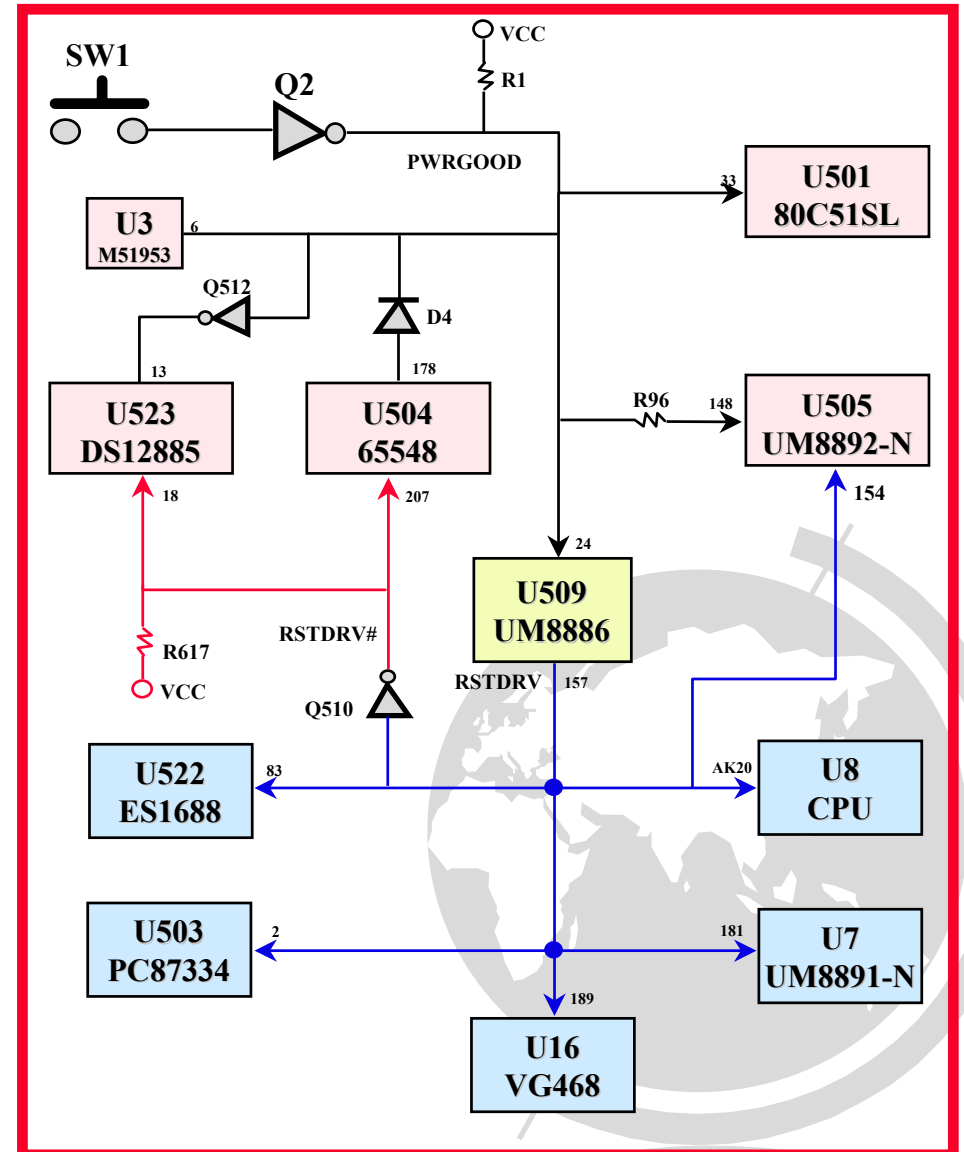 VCC
SW1
R1
Q2
PWRGOOD
33
U501
80C51SL
U3
M51953
6
Q512
D4
13
178
U523
DS12885
U504
65548
R96
148
U505
UM8892-N
18
207
154
24
U509
UM8886
RSTDRV#
R617
VCC
RSTDRV
157
Q510
U522
ES1688
83
AK20
U8
CPU
U503
PC87334
2
181
U7
UM8891-N
189
U16
VG468